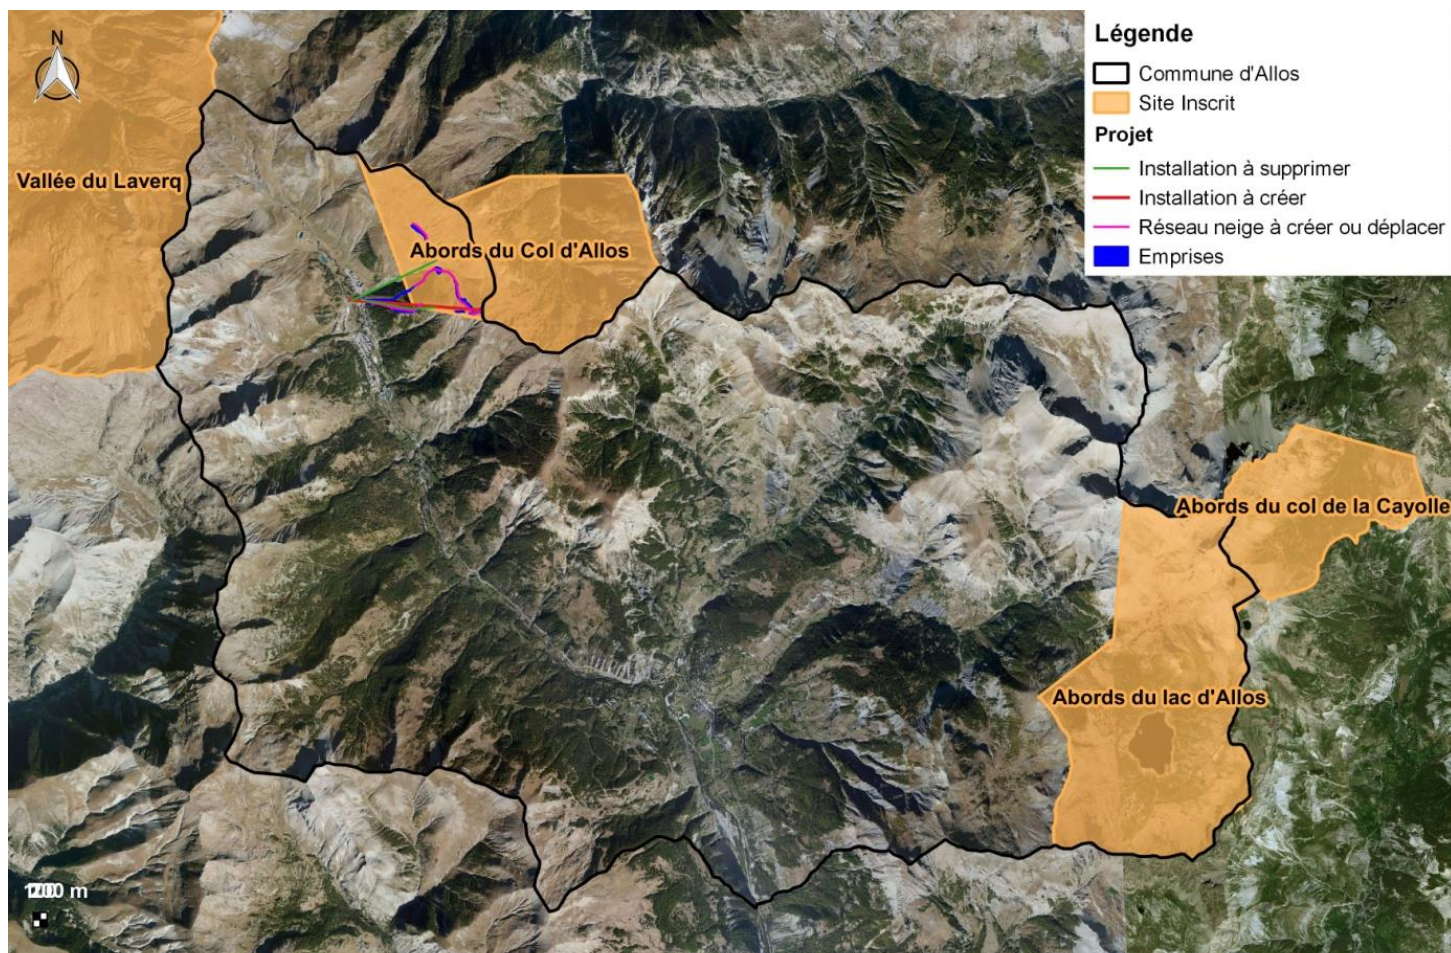 N
Légende
Commune d'Allos
Site Inscrit
Projet
Installation à supprimer
Installation à créer
Réseau neige à créer ou déplacer
Emprises
Vallée du Laverq
Abords du Col d'Allos
Abords du col de la Cayolle
Abords du lac d'Allos
m